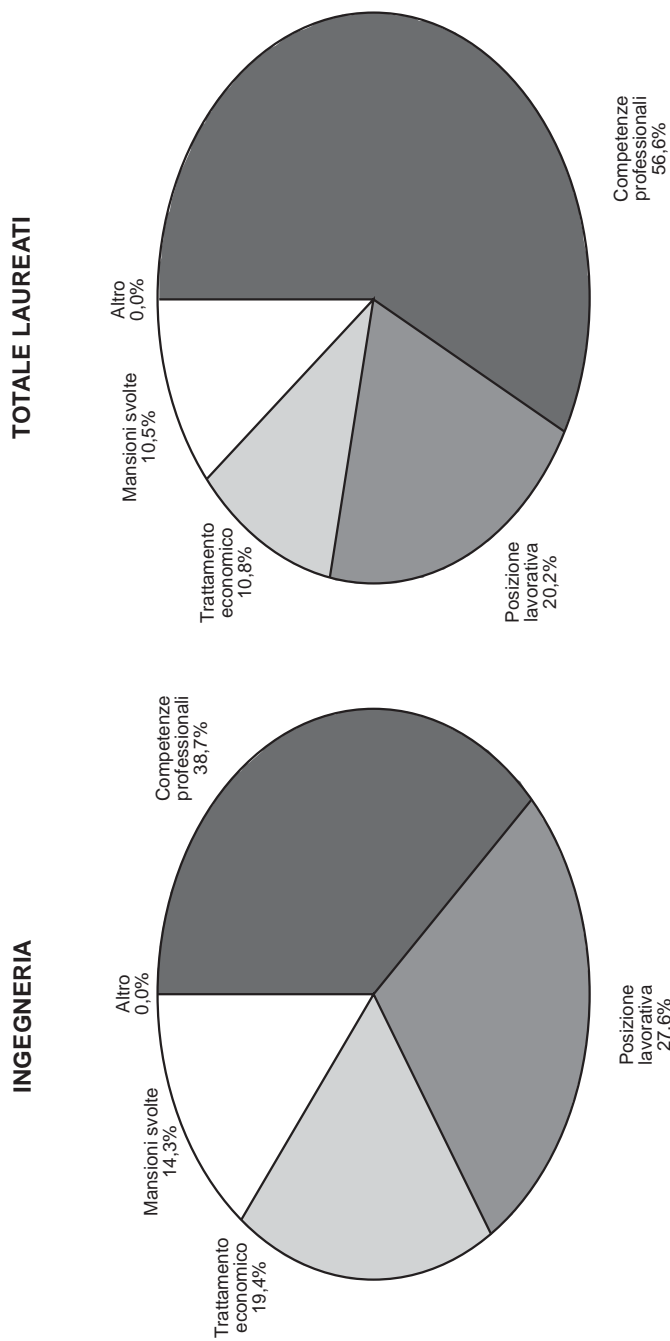 TOTALE LAUREATI
Altro
0,0%
Mansioni svolte
10,5%
Trattamento
economico
10,8%
Posizione
lavorativa
20,2%
Competenze
professionali
56,6%
INGEGNERIA
Altro
0,0%
Mansioni svolte
14,3%
Trattamento
economico
19,4%
Posizione
lavorativa
27,6%
Competenze
professionali
38,7%